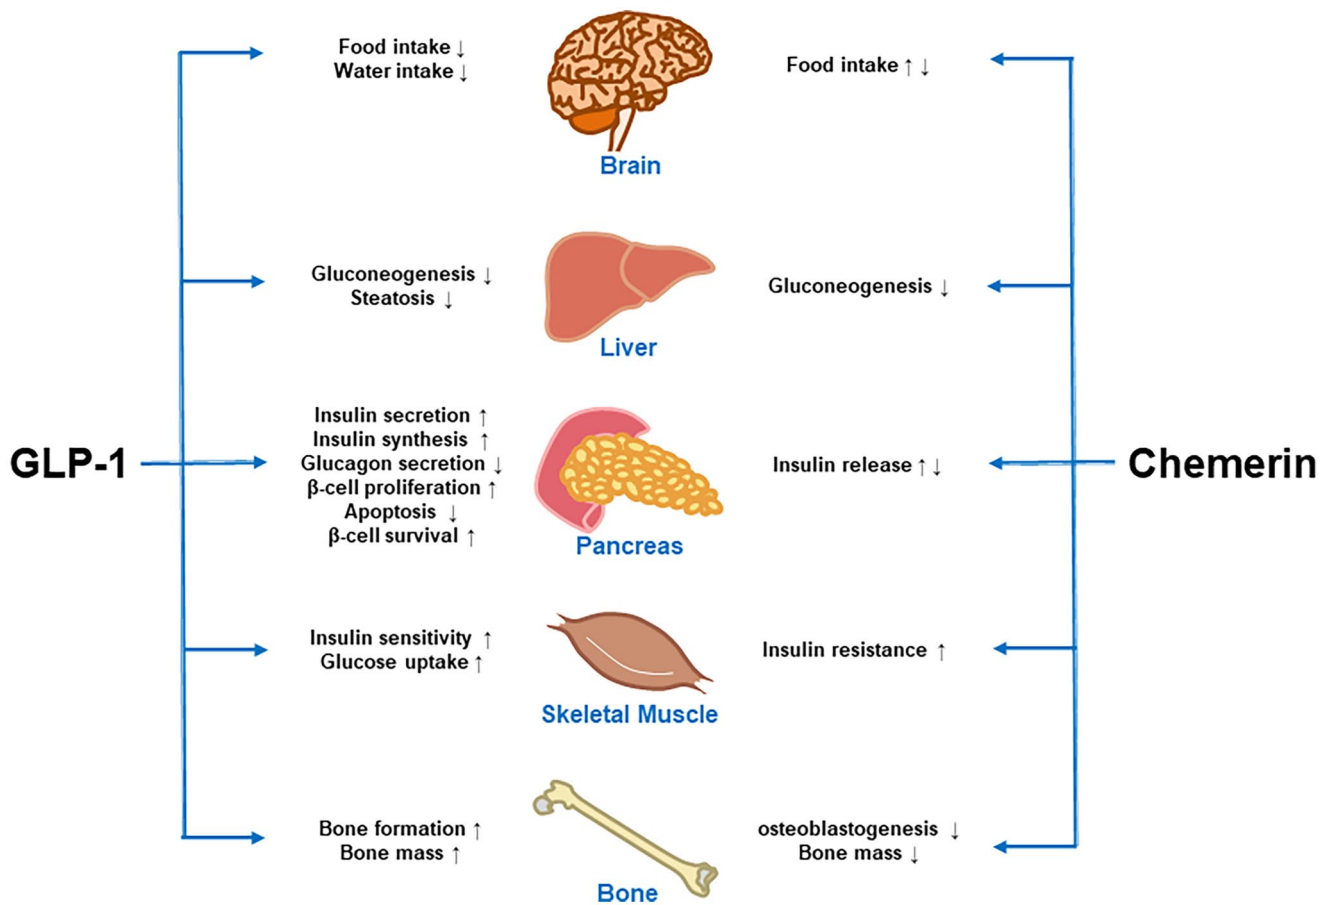 Food intake ↓
Water intake ↓
Food intake ↑ ↓
Brain
Gluconeogenesis ↓
Steatosis ↓
Gluconeogenesis ↓
Liver
GLP-1
Insulin secretion ↑
Insulin synthesis ↑
Glucagon secretion ↓
β-cell proliferation ↑
Apoptosis ↓
β-cell survival ↑
Insulin release ↑ ↓
Chemerin
Pancreas
Insulin sensitivity ↑
Glucose uptake ↑
Insulin resistance ↑
Skeletal Muscle
Bone formation ↑
Bone mass ↑
osteoblastogenesis ↓
Bone mass ↓
Bone